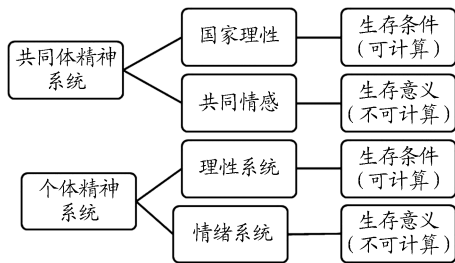 共同体精神
系统
国家理性
生存条件
(可计算)
共同情感
生存意义
(不可计算)
个体精神
系统
理性系统
生存条件
(可计算)
情绪系统
生存意义
(不可计算)